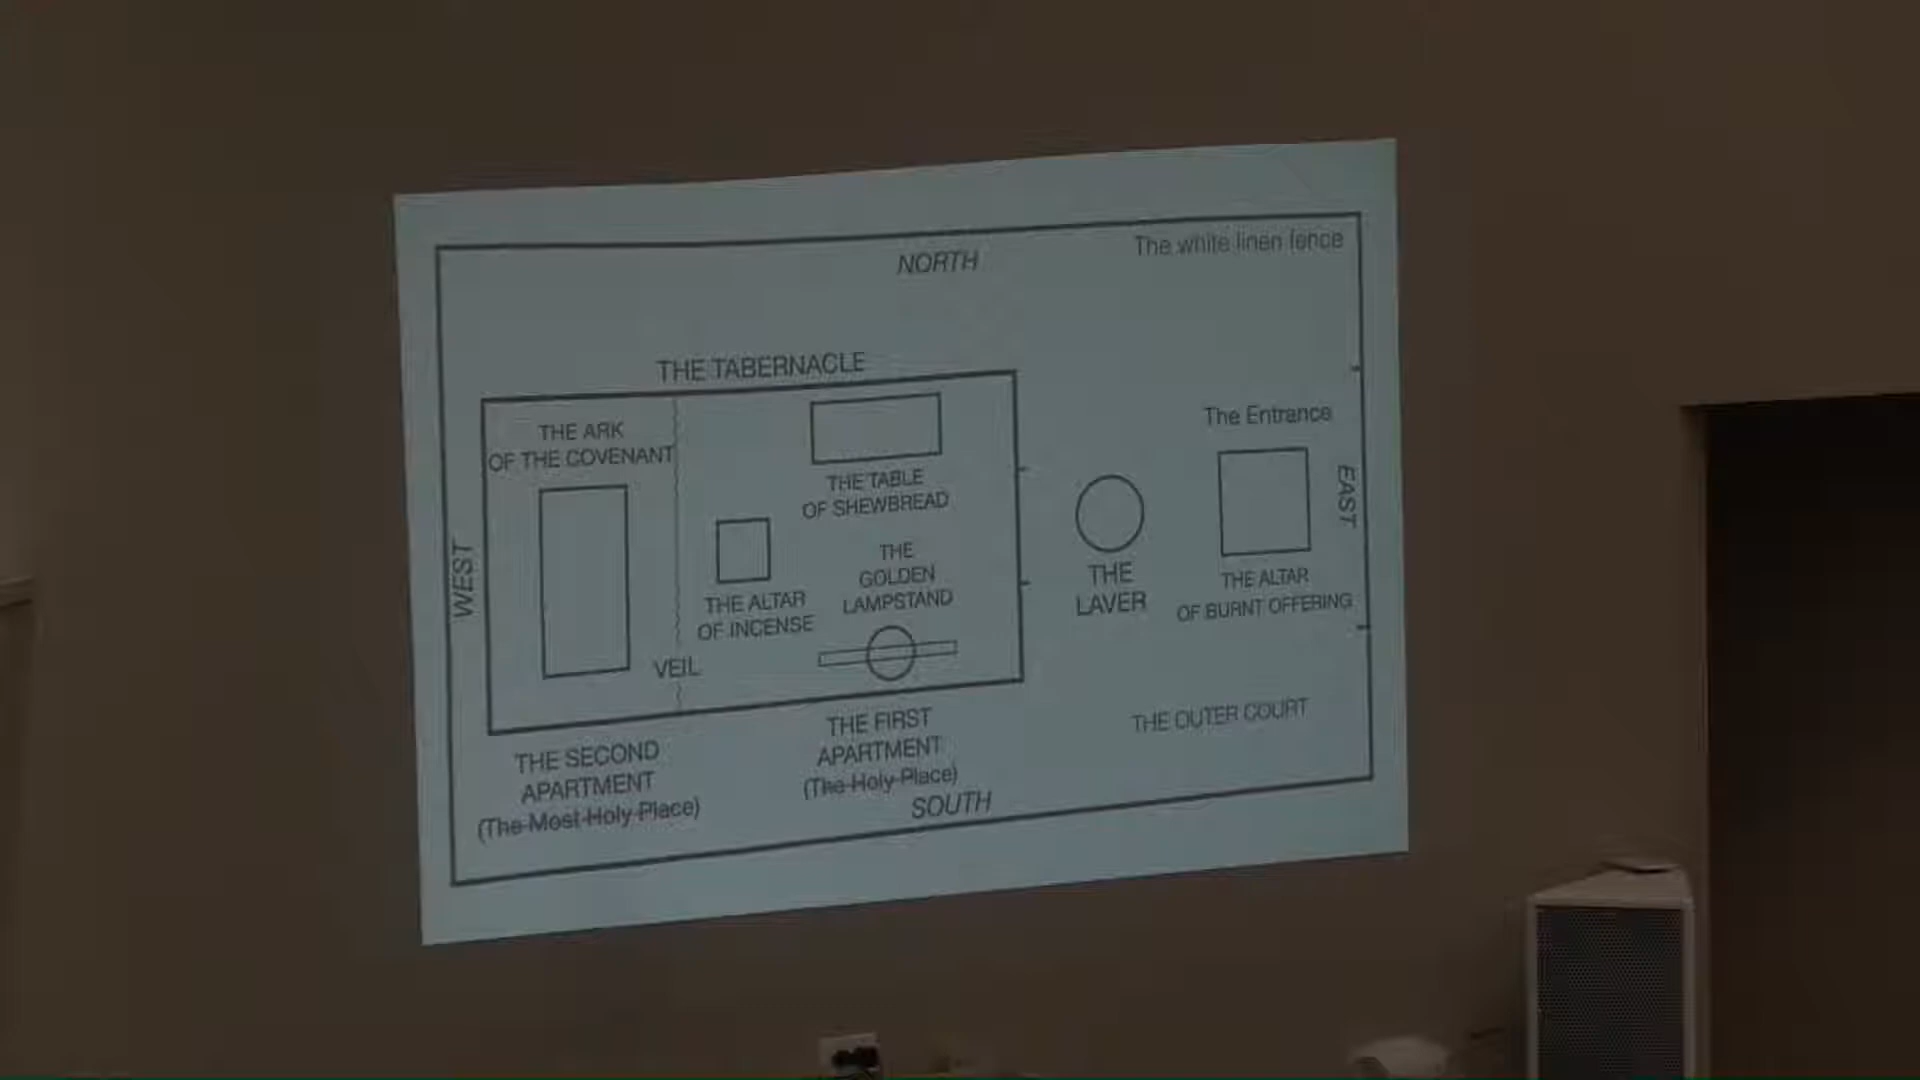 The white linen fence
NORTH
THE TABERNACLE
THE ARK
OF THE COVENANT
THE TABLE
OF SHEWBREAD
The Entrance
EAST
WEST
THE ALTAR
OF INCENSE
THE
GOLDEN
LAMPSTAND
THE
LAVER
THE ALTAR
OF BURNT OFFERING
VEIL
THE SECOND
APARTMENT
(The Most Holy Place)
THE FIRST
APARTMENT
(The Holy Place)
THE OUTER COURT
SOUTH